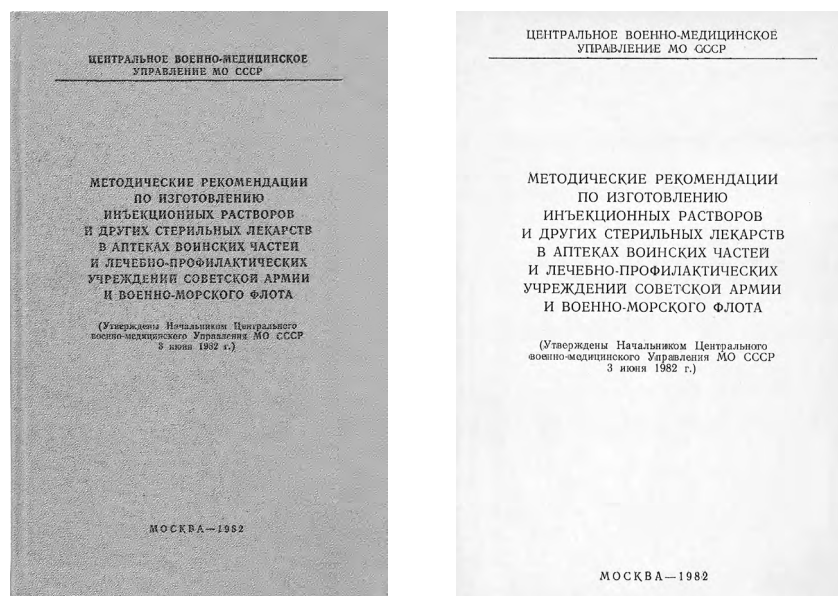 ЦЕНТРАЛЬНОЕ ВОЕННО-МЕДИЦИНСКОЕ
УПРАВЛЕНИЕ МО СССР
МЕТОДИЧЕСКИЕ РЕКОМЕНДАЦИИ
ПО ИЗГОТОВЛЕНИЮ
ИНЪЕКЦИОННЫХ РАСТВОРОВ
И ДРУГИХ СТЕРИЛЬНЫХ ЛЕКАРСТВ
В АПТЕКАХ ВОИНСКИХ ЧАСТЕЙ
И ЛЕЧЕБНО-ПРОФИЛАКТИЧЕСКИХ
УЧРЕЖДЕНИЙ СОВЕТСКОЙ АРМИИ
И ВОЕННО-МОРСКОГО ФЛОТА
(Утверждены Начальником Центрального
военно-медицинского Управления МО СССР
3 июня 1982 г.)
МОСКВА—1982
ЦЕНТРАЛЬНОЕ ВОЕННО-МЕДИЦИНСКОЕ
УПРАВЛЕНИЕ МО СССР
МЕТОДИЧЕСКИЕ РЕКОМЕНДАЦИИ
ПО ИЗГОТОВЛЕНИЮ
ИНЪЕКЦИОННЫХ РАСТВОРОВ
И ДРУГИХ СТЕРИЛЬНЫХ ЛЕКАРСТВ
В АПТЕКАХ ВОИНСКИХ ЧАСТЕЙ
И ЛЕЧЕБНО-ПРОФИЛАКТИЧЕСКИХ
УЧРЕЖДЕНИЙ СОВЕТСКОЙ АРМИИ
И ВОЕННО-МОРСКОГО ФЛОТА
(Утверждены Начальником Центрального
военно-медицинского Управления МО СССР
3 июня 1982 г.)
МОСКВА—1982